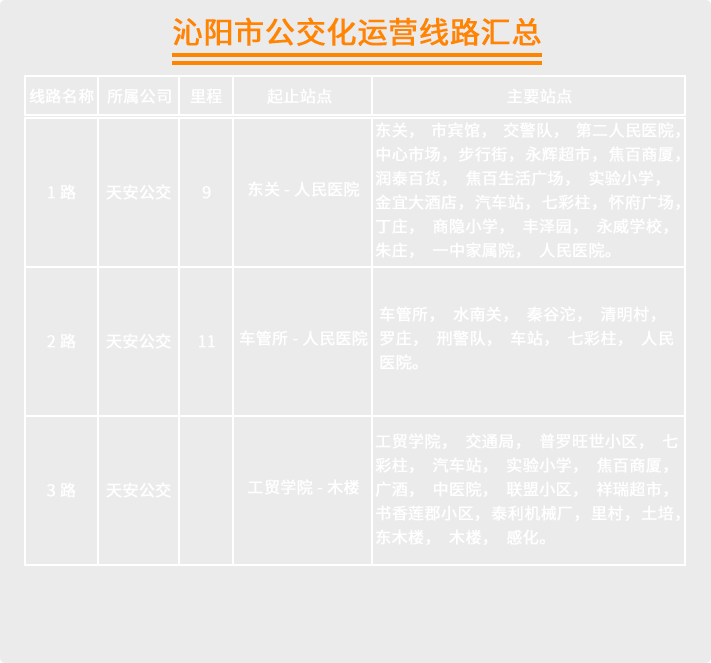 沁阳市公交化运营线路汇总
线路名称 所属公司 里程 起止站点 主要站点
1 路 天安公交 9 东关 - 人民医院
东关， 市宾馆， 交警队， 第二人民医院，
中心市场，步行街，永辉超市，焦百商厦，
润泰百货， 焦百生活广场， 实验小学，
金宜大酒店，汽车站，七彩柱，怀府广场，
丁庄， 商隐小学， 丰泽园， 永威学校，
朱庄， 一中家属院， 人民医院。
2 路 天安公交 11 车管所 - 人民医院
车管所， 水南关， 秦谷沱， 清明村，
罗庄， 刑警队， 车站， 七彩柱， 人民
医院。
3 路 天安公交 工贸学院 - 木楼
工贸学院， 交通局， 普罗旺世小区， 七
彩柱， 汽车站， 实验小学， 焦百商厦，
广酒， 中医院， 联盟小区， 祥瑞超市，
书香莲郡小区，泰利机械厂，里村，土培，
东木楼， 木楼， 感化。